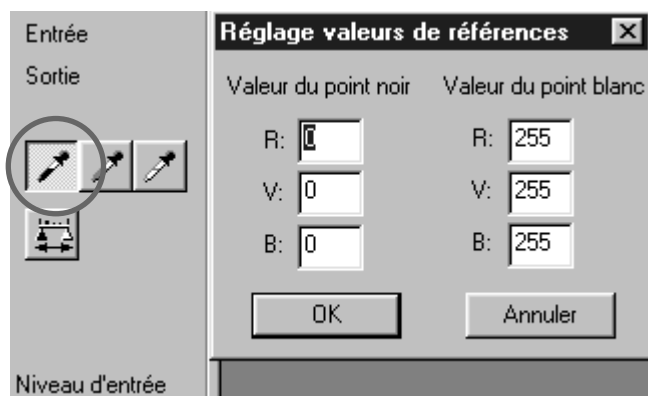 Entrée
Sortie
Niveau d'entrée
Réglage valeurs de références
Valeur du point noir
R: 0
V: 0
B: 0
Valeur du point blanc
R: 255
V: 255
B: 255
OK
Annuler